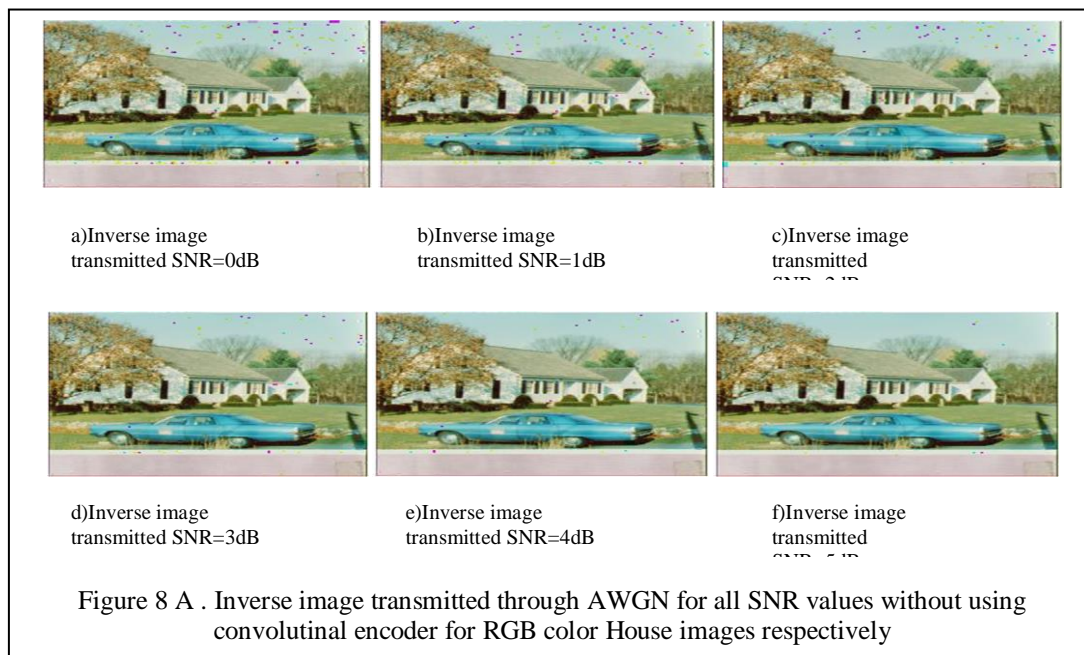 a)Inverse image
transmitted SNR=0dB
b)Inverse image
transmitted SNR=1dB
c)Inverse image
transmitted
d)Inverse image
transmitted SNR=3dB
e)Inverse image
transmitted SNR=4dB
f)Inverse image
transmitted
Figure 8 A . Inverse image transmitted through AWGN for all SNR values without using
convolutinal encoder for RGB color House images respectively